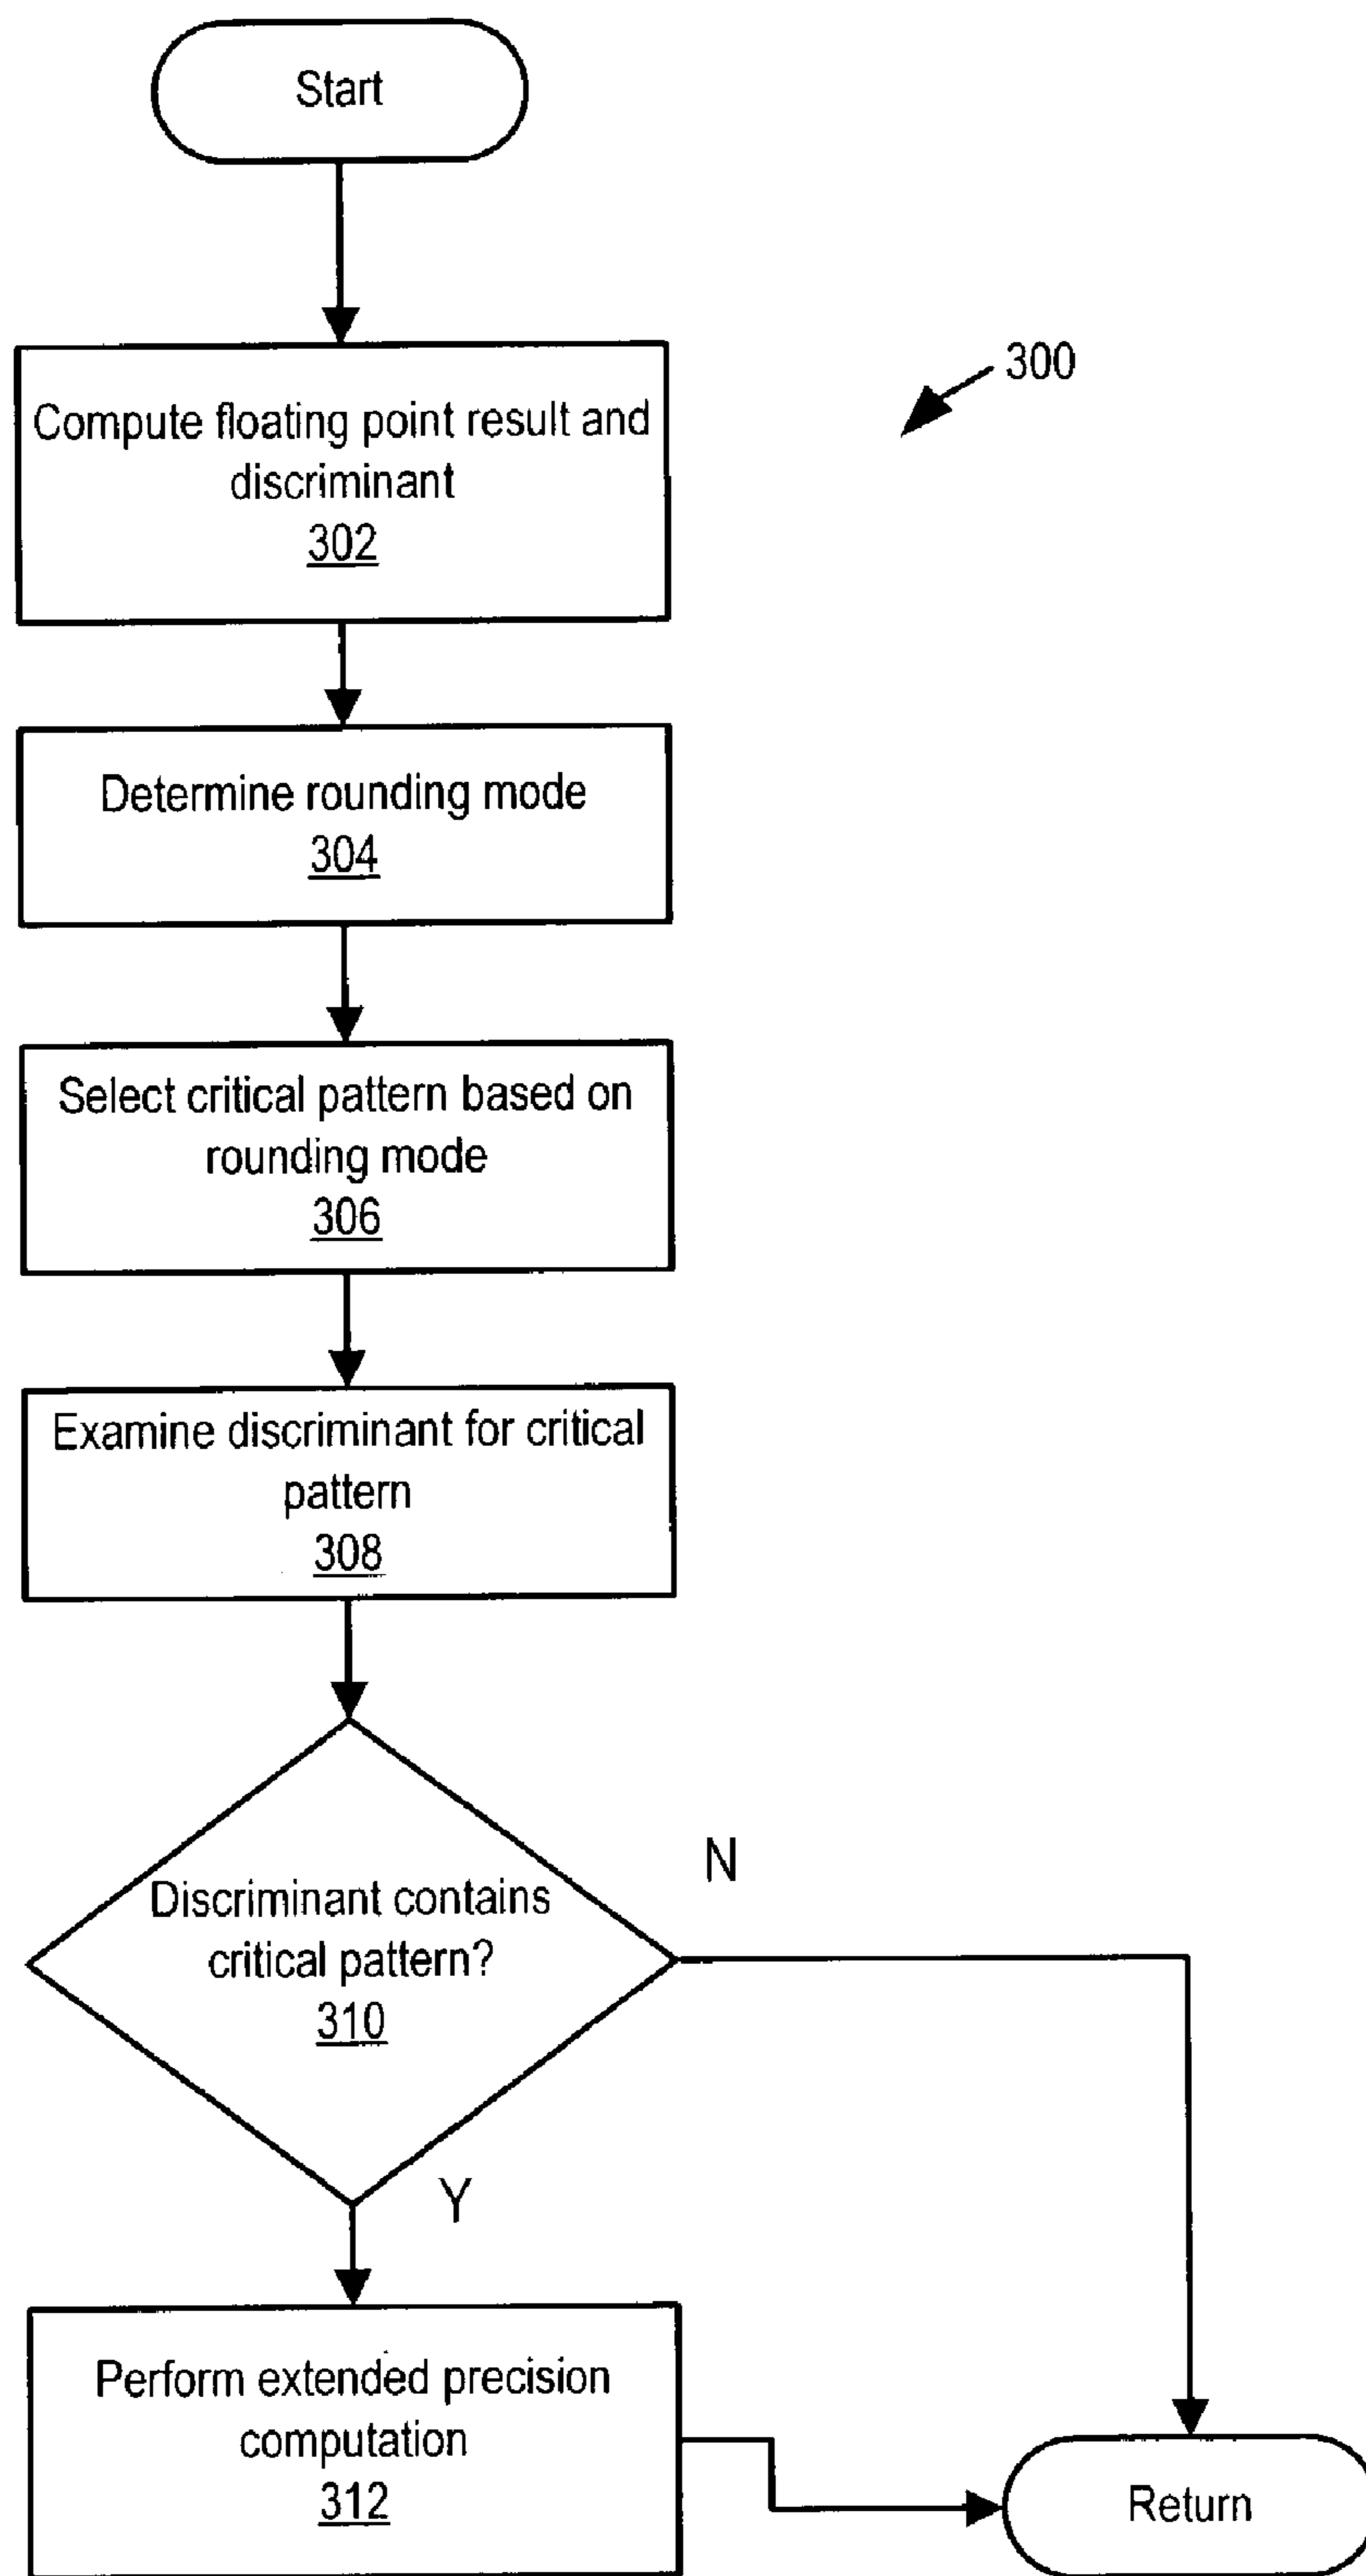 Start
300
Compute floating point result and
discriminant
302
Determine rounding mode
304
Select critical pattern based on
rounding mode
306
Examine discriminant for critical
pattern
308
Discriminant contains
critical pattern?
310
N
Y
Perform extended precision
computation
312
Return